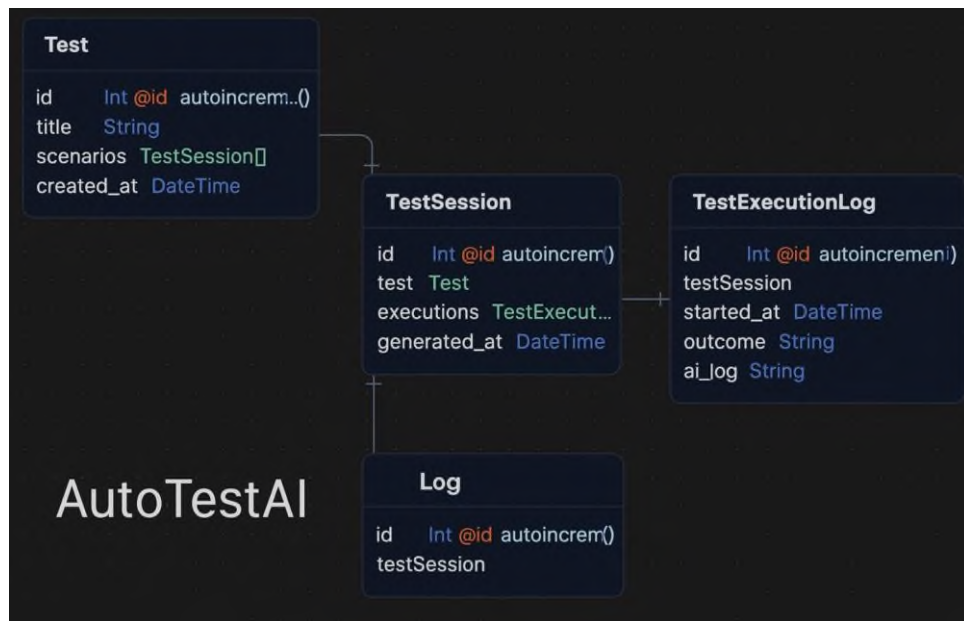 Test
id Int @id autoincrem..()
title String
scenarios TestSession[]
created_at DateTime
TestSession
id Int @id autoincrem()
test Test
executions TestExecut...
generated_at DateTime
TestExecutionLog
id Int @id autoincremeni)
testSession
started_at DateTime
outcome String
ai_log String
Log
id Int @id autoincrem()
testSession
AutoTestAI